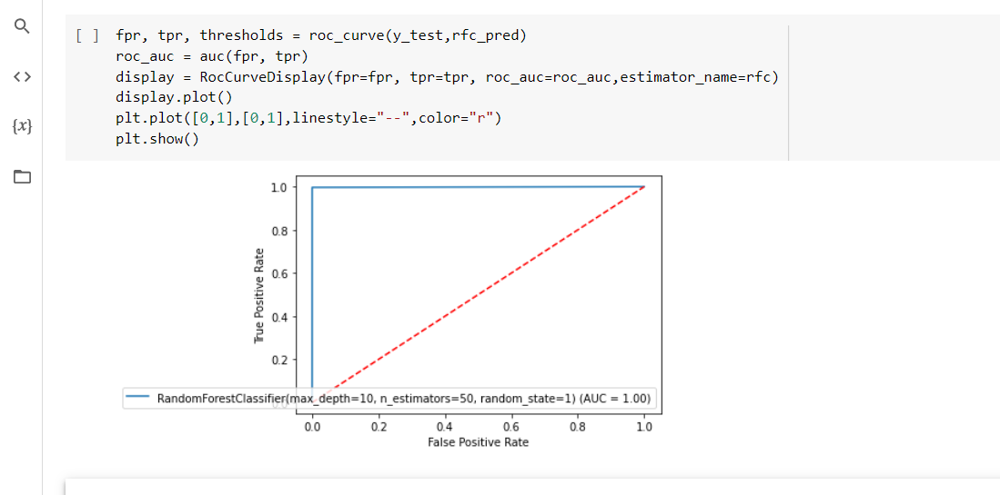 [ ] fpr, tpr, thresholds = roc_curve(y_test,rfc_pred)
roc_auc = auc(fpr, tpr)
display = RocCurveDisplay(fpr=fpr, tpr=tpr, roc_auc=roc_auc,estimator_name=rfc)
display.plot()
plt.plot([0,1],[0,1],linestyle="--",color="r")
plt.show()
{x}
1.0
0.8
0.6
0.4
0.2
0.0
True Positive Rate
RandomForestClassifier(max_depth=10, n_estimators=50, random_state=1) (AUC = 1.00)
0.0 0.2 0.4 0.6 0.8 1.0
False Positive Rate